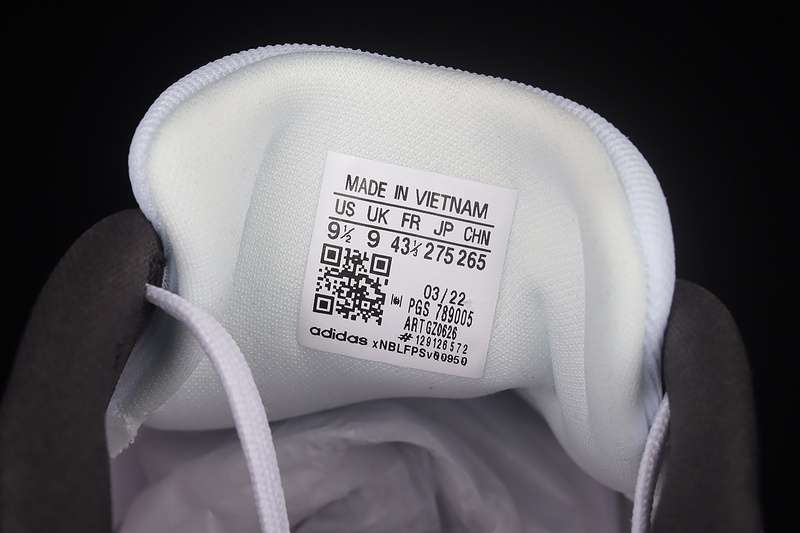 MADE IN VIETNAM
US UK FR JP CHN
9½ 9 43⅓ 275 265
03/22
PGS 789005
ART GZ0626
# 129128572
adidas xNBLFPSv00950